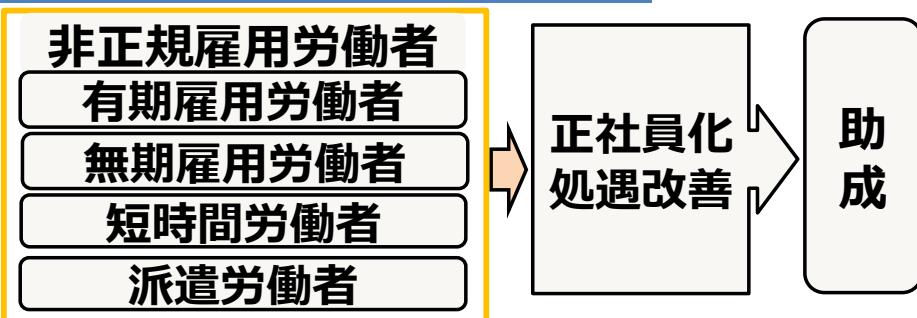 非正規雇用労働者
有期雇用労働者
無期雇用労働者
短時間労働者
派遣労働者
正社員化
処遇改善
助
成